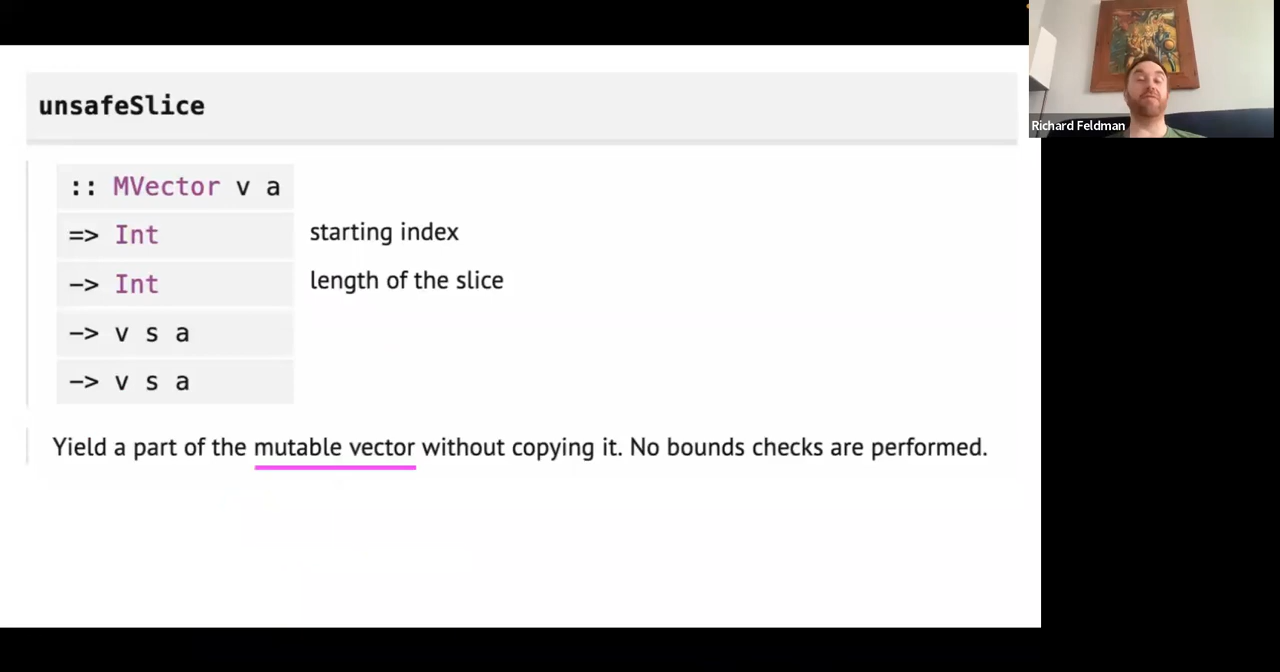 unsafeSlice
:: MVector v a
=> Int starting index
-> Int length of the slice
-> v s a
-> v s a
Yield a part of the mutable vector without copying it. No bounds checks are performed.
Richard Feldman